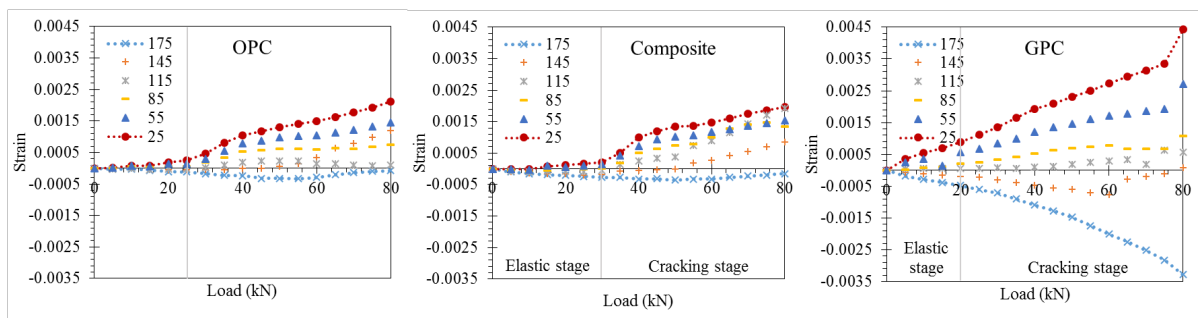 0.0045
0.0035
0.0025
0.0015
0.0005
-0.0005
-0.0015
-0.0025
-0.0035
Strain
175
145
115
85
55
25
OPC
0 20 40 60 80
Load (kN)
0.0045
0.0035
0.0025
0.0015
0.0005
-0.0005
-0.0015
-0.0025
-0.0035
Strain
175
145
115
85
55
25
Composite
0 20 40 60 80
Elastic stage
Cracking stage
Load (kN)
0.0045
0.0035
0.0025
0.0015
0.0005
-0.0005
-0.0015
-0.0025
-0.0035
Strain
175
145
115
85
55
25
GPC
0 20 40 60 80
Elastic
stage
Cracking stage
Load (kN)